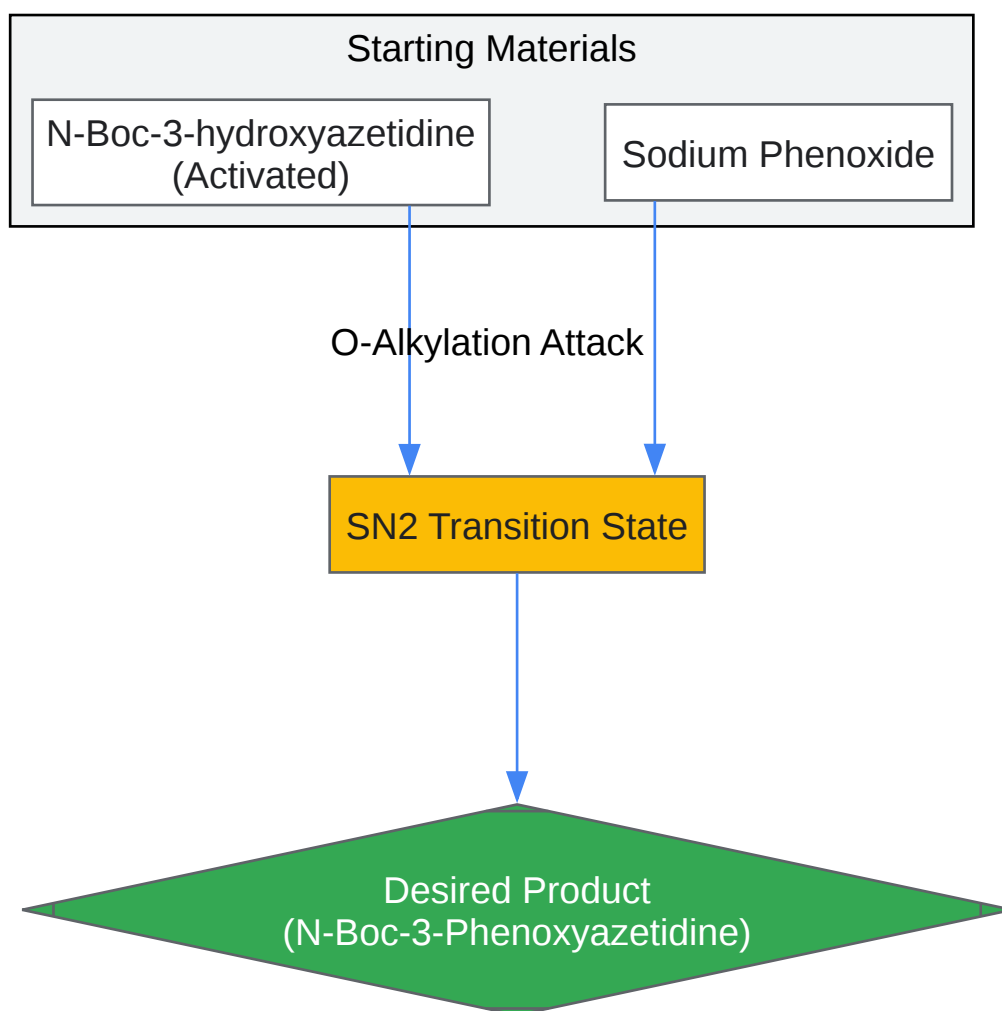 Starting Materials
N-Boc-3-hydroxyazetidine
(Activated)
Sodium Phenoxide
O-Alkylation Attack
SN2 Transition State
Desired Product
(N-Boc-3-Phenoxyazetidine)